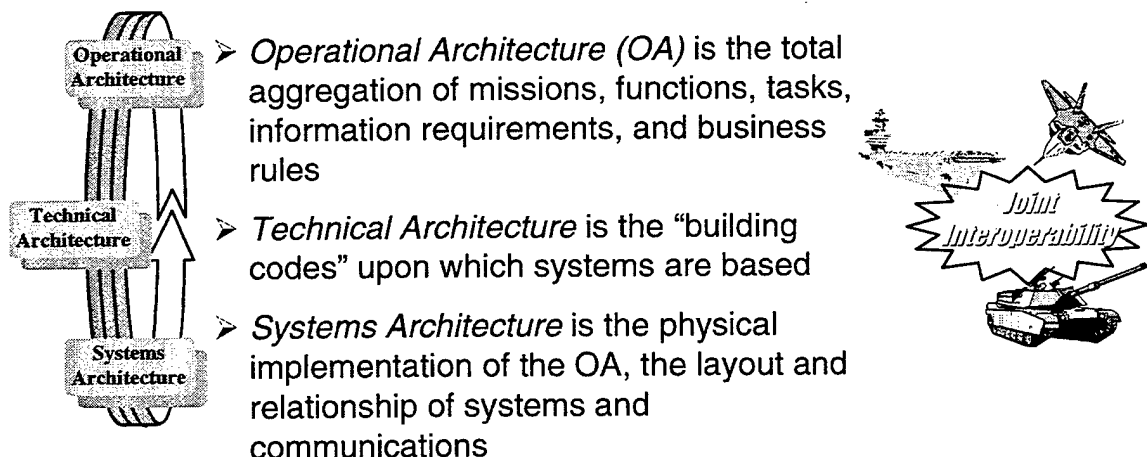 Operational
Architecture
➢ Operational Architecture (OA) is the total
aggregation of missions, functions, tasks,
information requirements, and business
rules
Technical
Architecture
➢ Technical Architecture is the “building
codes” upon which systems are based
Systems
Architecture
➢ Systems Architecture is the physical
implementation of the OA, the layout and
relationship of systems and
communications
Joint
Interoperability